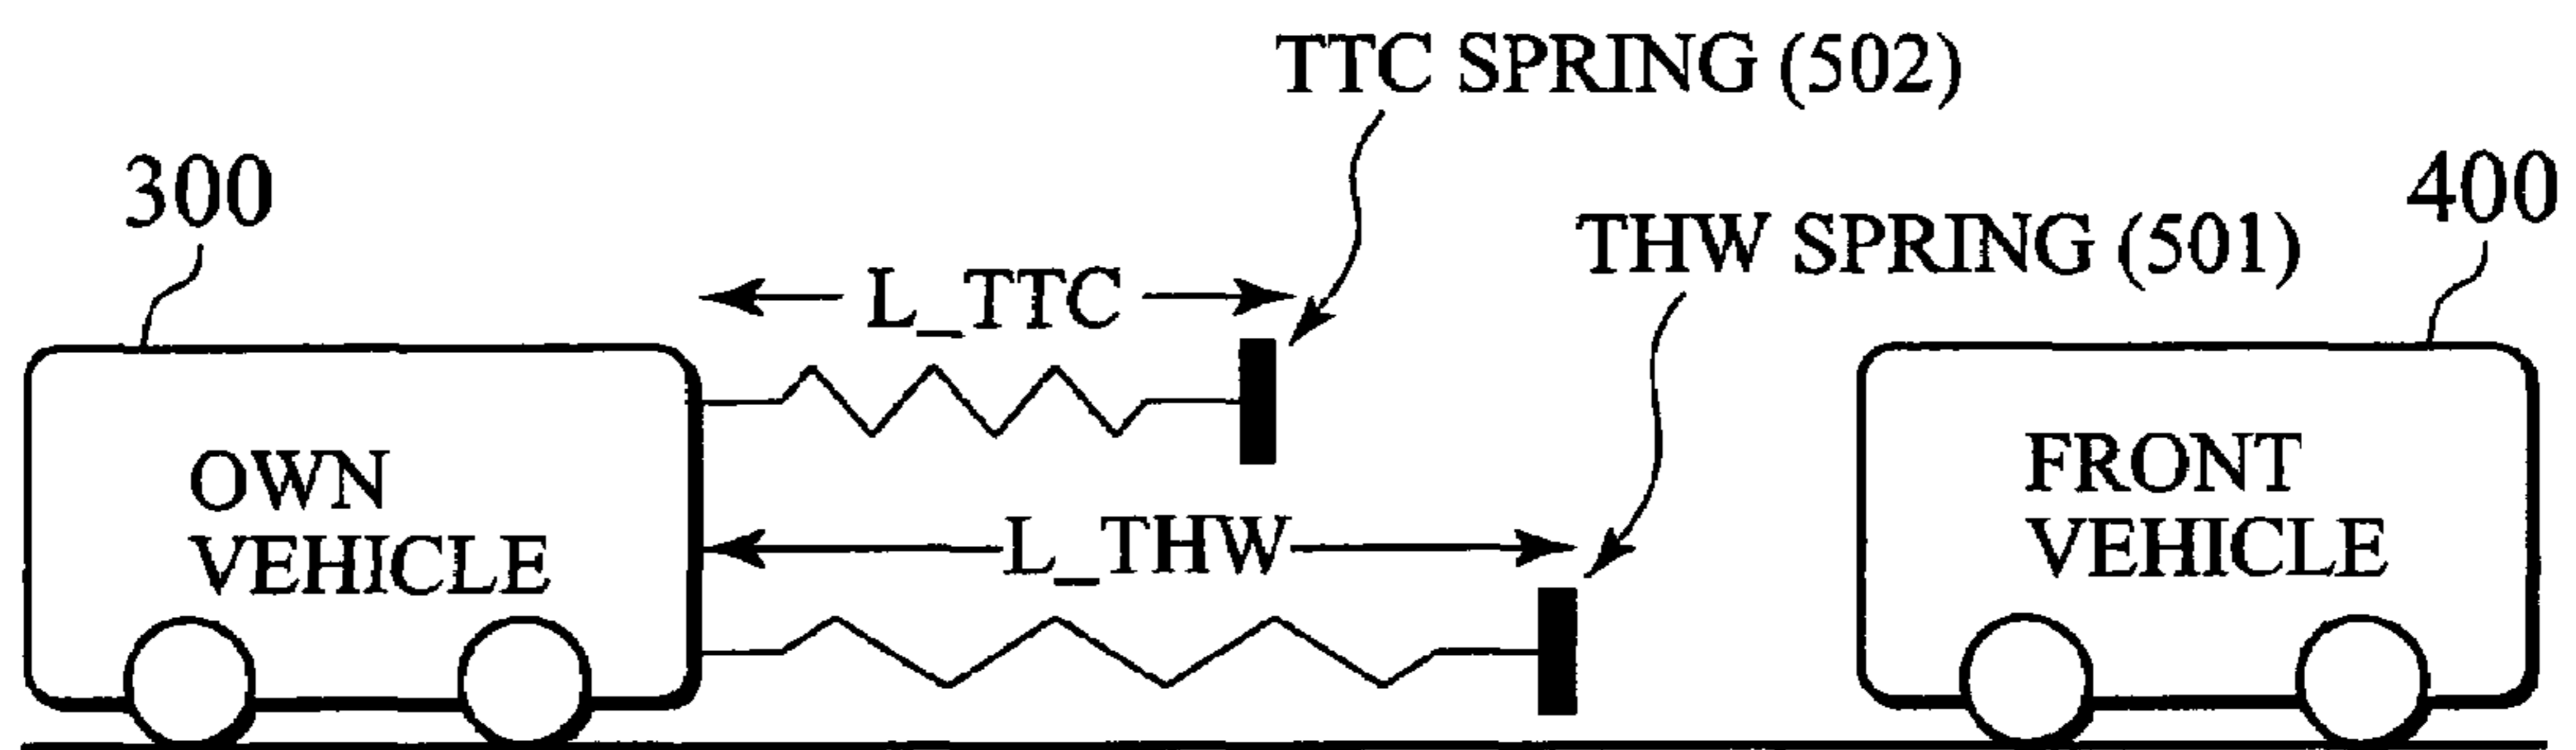 TTC SPRING (502)
300
400
THW SPRING (501)
L_TTC
OWN
VEHICLE
FRONT
VEHICLE
L_THW